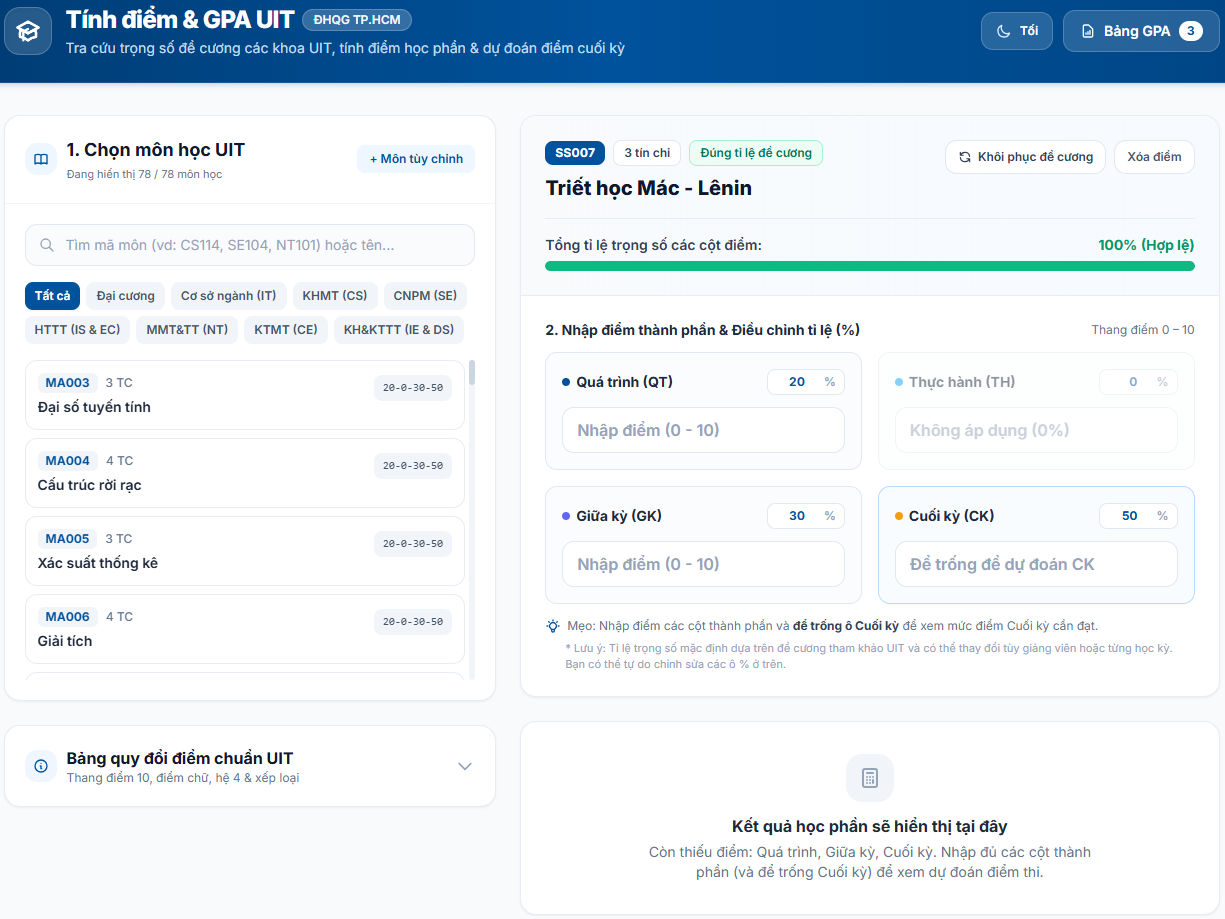 Tính điểm & GPA UIT
ĐHQG TP.HCM
Tra cứu trọng số đề cương các khoa UIT, tính điểm học phần & dự đoán điểm cuối kỳ
Tối
Bảng GPA 3
1. Chọn môn học UIT
Đang hiển thị 78 / 78 môn học
+ Môn tùy chỉnh
Tìm mã môn (vd: CS114, SE104, NT101) hoặc tên...
Tất cả
Đại cương
Cơ sở ngành (IT)
KHMT (CS)
CNPM (SE)
HTTT (IS & EC)
MMT&TT (NT)
KTMT (CE)
KH&KTTT (IE & DS)
MA003 3 TC
20-0-30-50
Đại số tuyến tính
MA004 4 TC
20-0-30-50
Cấu trúc rời rạc
MA005 3 TC
20-0-30-50
Xác suất thống kê
MA006 4 TC
20-0-30-50
Giải tích
Bảng quy đổi điểm chuẩn UIT
Thang điểm 10, điểm chữ, hệ 4 & xếp loại
SS007
3 tín chỉ
Đúng tỉ lệ đề cương
Khôi phục đề cương
Xóa điểm
Triết học Mác - Lênin
Tổng tỉ lệ trọng số các cột điểm:
100% (Hợp lệ)
2. Nhập điểm thành phần & Điều chỉnh tỉ lệ (%)
Thang điểm 0 – 10
Quá trình (QT)
20 %
Nhập điểm (0 - 10)
Thực hành (TH)
0 %
Không áp dụng (0%)
Giữa kỳ (GK)
30 %
Nhập điểm (0 - 10)
Cuối kỳ (CK)
50 %
Để trống để dự đoán CK
Mẹo: Nhập điểm các cột thành phần và để trống ô Cuối kỳ để xem mức điểm Cuối kỳ cần đạt.
* Lưu ý: Tỉ lệ trọng số mặc định dựa trên đề cương tham khảo UIT và có thể thay đổi tùy giảng viên hoặc từng học kỳ.
Bạn có thể tự do chỉnh sửa các ô % ở trên.
Kết quả học phần sẽ hiển thị tại đây
Còn thiếu điểm: Quá trình, Giữa kỳ, Cuối kỳ. Nhập đủ các cột thành
phần (và để trống Cuối kỳ) để xem dự đoán điểm thi.